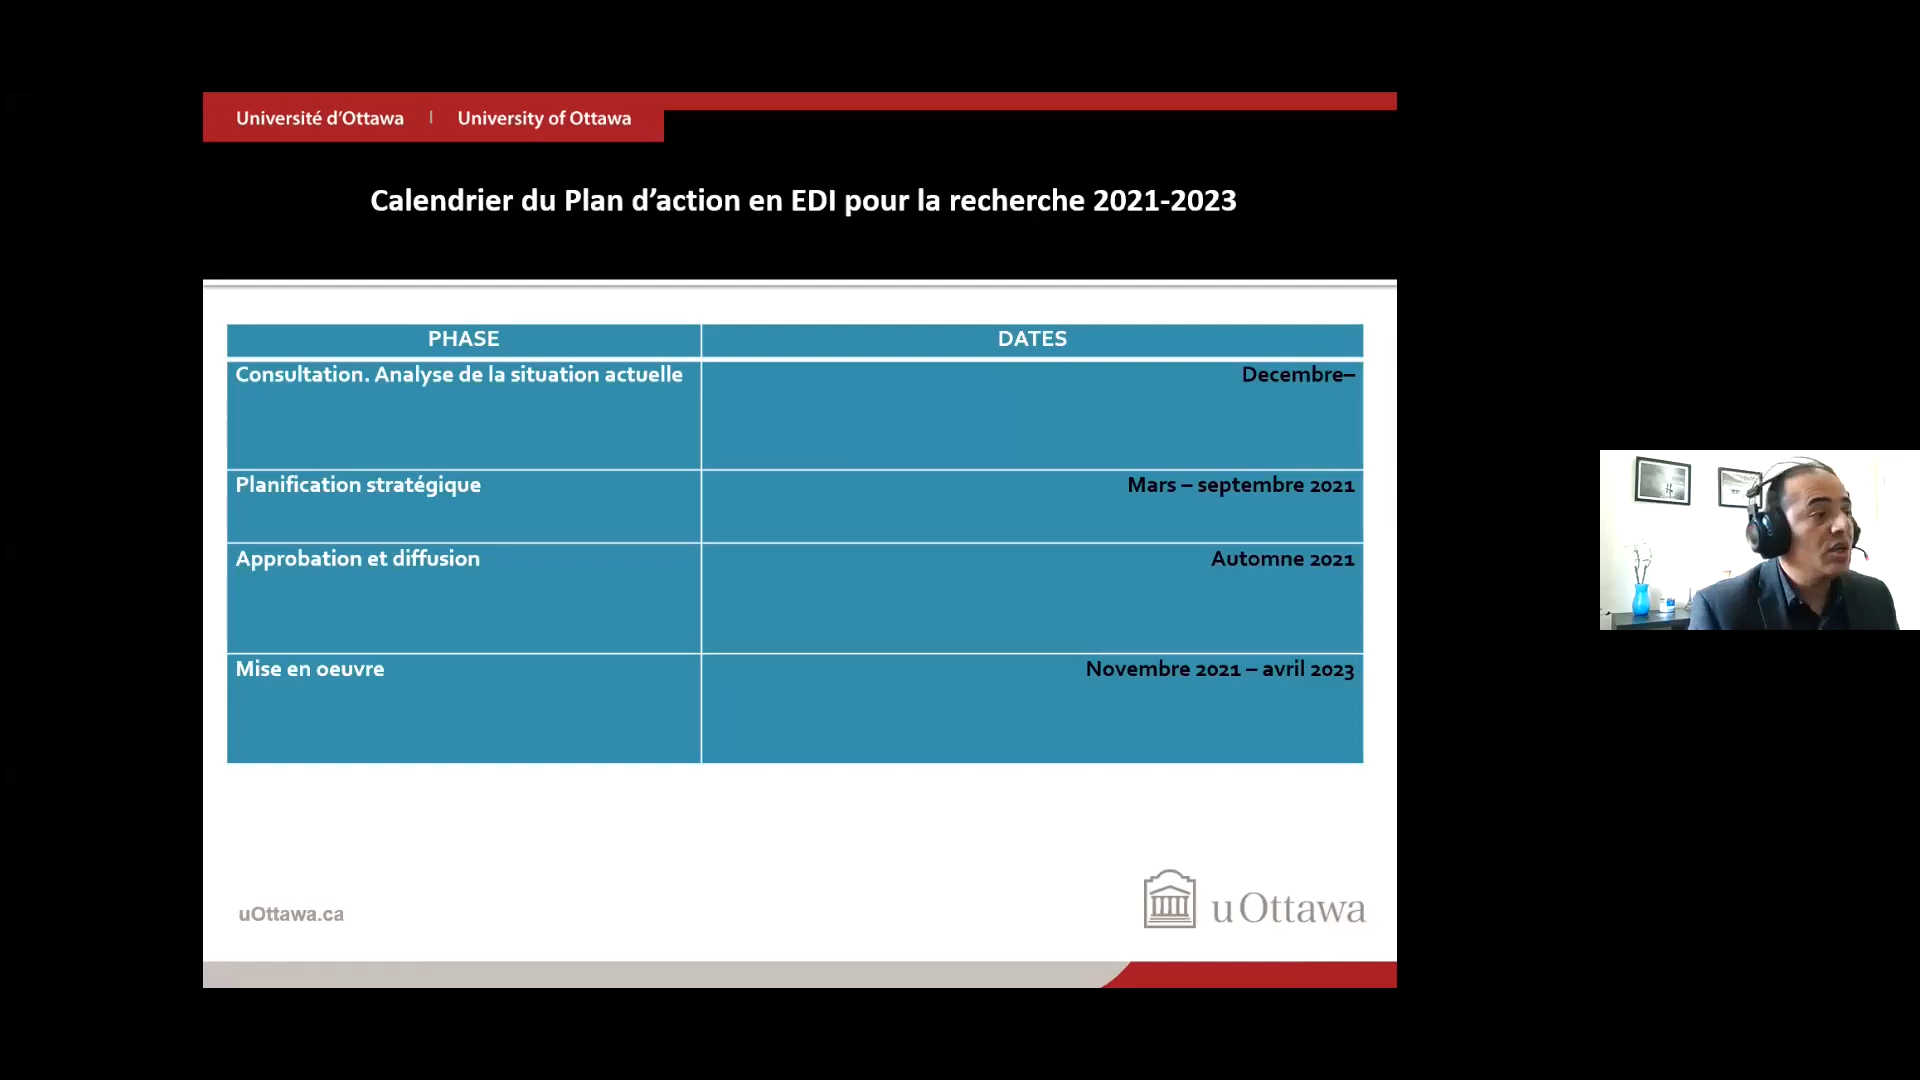 Université d'Ottawa | University of Ottawa
Calendrier du Plan d’action en EDI pour la recherche 2021-2023
PHASE DATES
Consultation. Analyse de la situation actuelle Decembre–
Planification stratégique Mars – septembre 2021
Approbation et diffusion Automne 2021
Mise en oeuvre Novembre 2021 – avril 2023
uOttawa.ca uOttawa